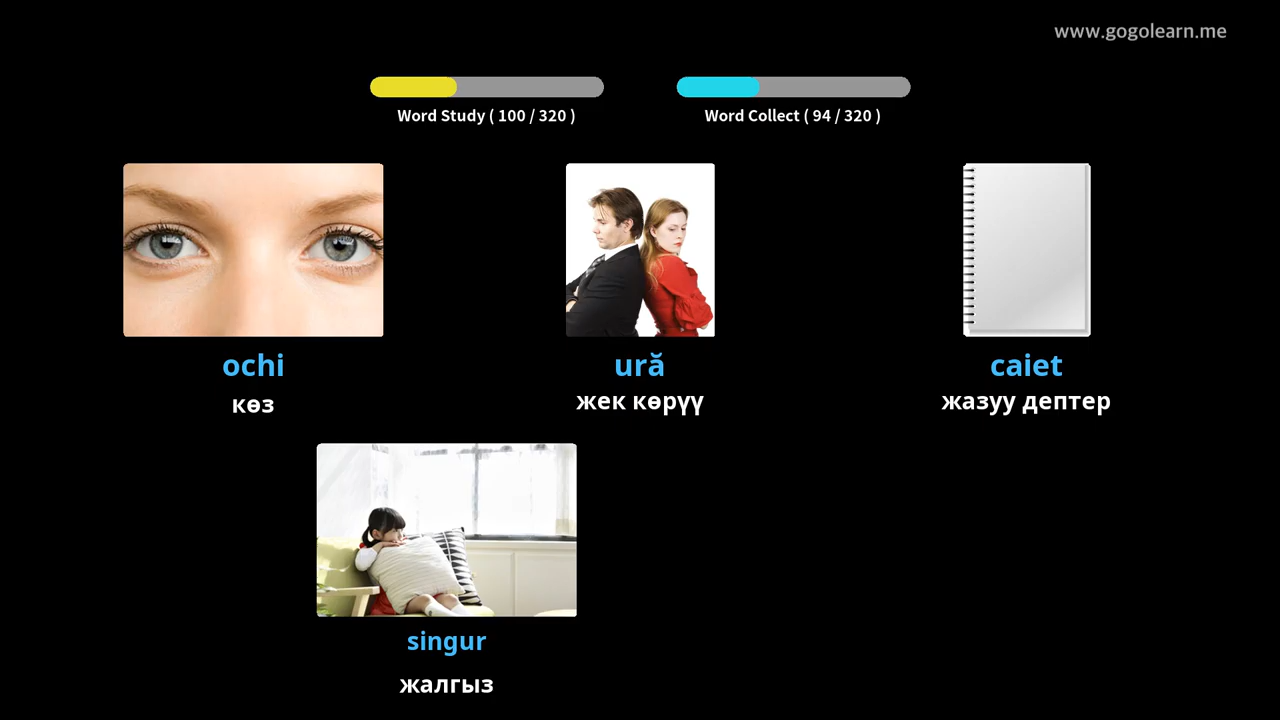 www.gogolearn.me
Word Study ( 100 / 320 )
Word Collect ( 94 / 320 )
ochi
көз
ură
жек көрүү
caiet
жазуу дептер
singur
жалгыз